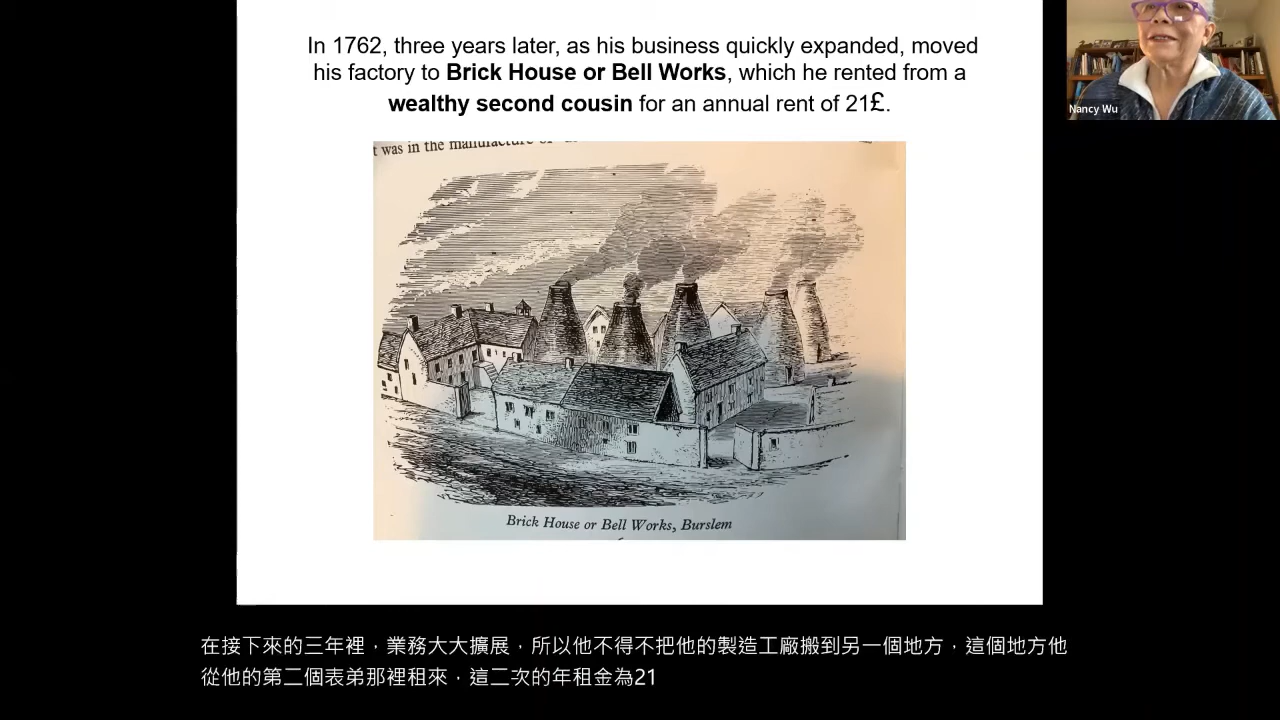 In 1762, three years later, as his business quickly expanded, moved
his factory to Brick House or Bell Works, which he rented from a
wealthy second cousin for an annual rent of 21£.
t was in the manufacture
Brick House or Bell Works, Burslem
Nancy Wu
在接下來的三年裡，業務大大擴展，所以他不得不把他的製造工廠搬到另一個地方，這個地方他
從他的第二個表弟那裡租來，這二次的年租金為21